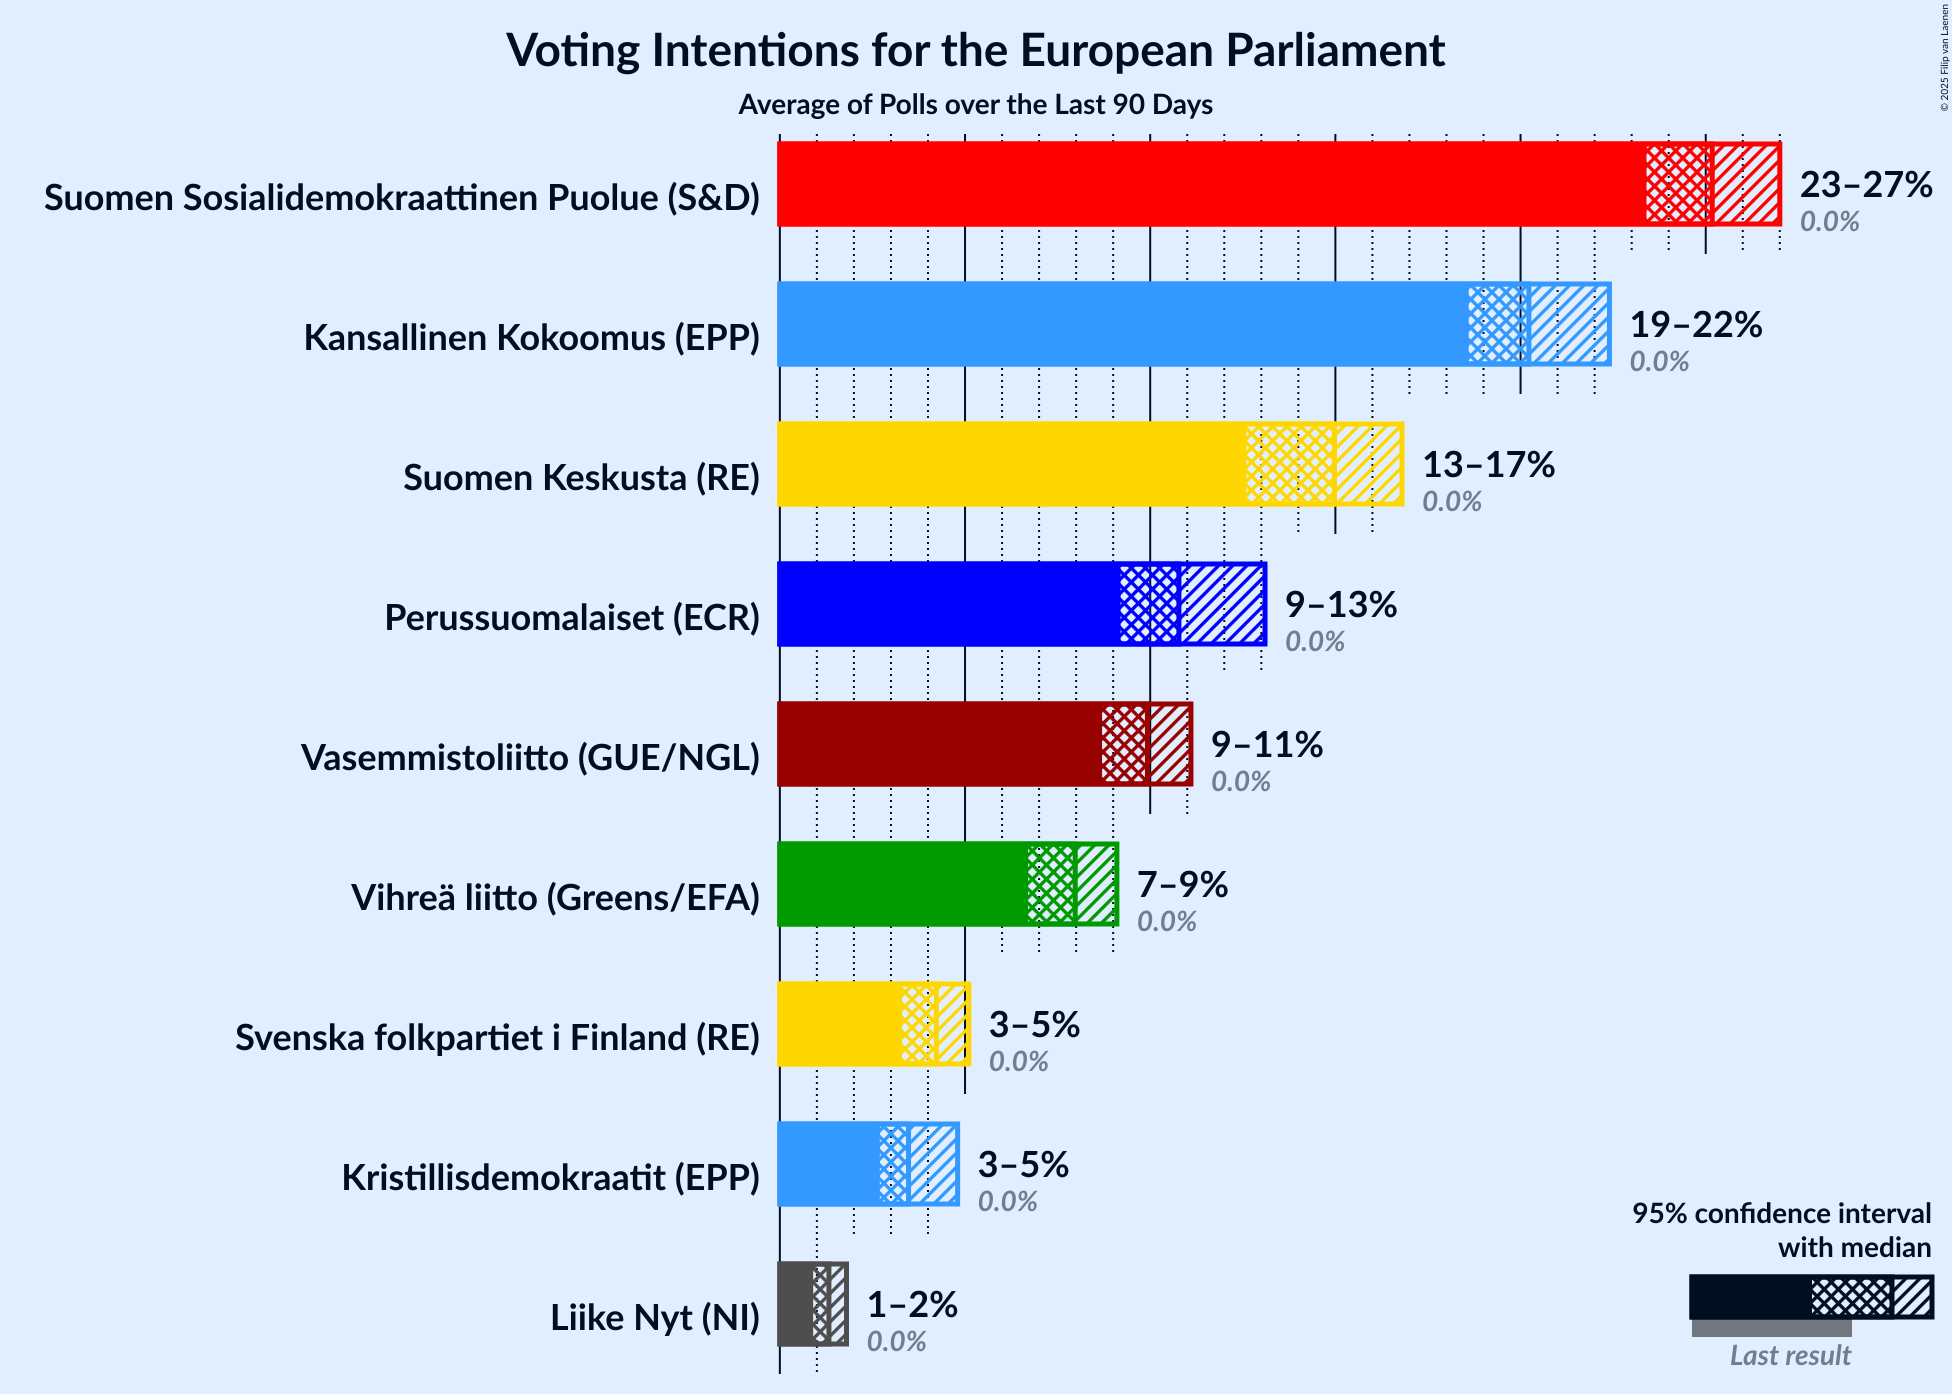 Voting Intentions for the European Parliament
Average of Polls over the Last 90 Days
© 2025 Filip van Laenen
Suomen Sosialidemokraattinen Puolue (S&D)
23–27%
0.0%
Kansallinen Kokoomus (EPP)
19–22%
0.0%
Suomen Keskusta (RE)
13–17%
0.0%
Perussuomalaiset (ECR)
9–13%
0.0%
Vasemmistoliitto (GUE/NGL)
9–11%
0.0%
Vihreä liitto (Greens/EFA)
7–9%
0.0%
Svenska folkpartiet i Finland (RE)
3–5%
0.0%
Kristillisdemokraatit (EPP)
3–5%
0.0%
Liike Nyt (NI)
1–2%
0.0%
95% confidence interval
with median
Last result